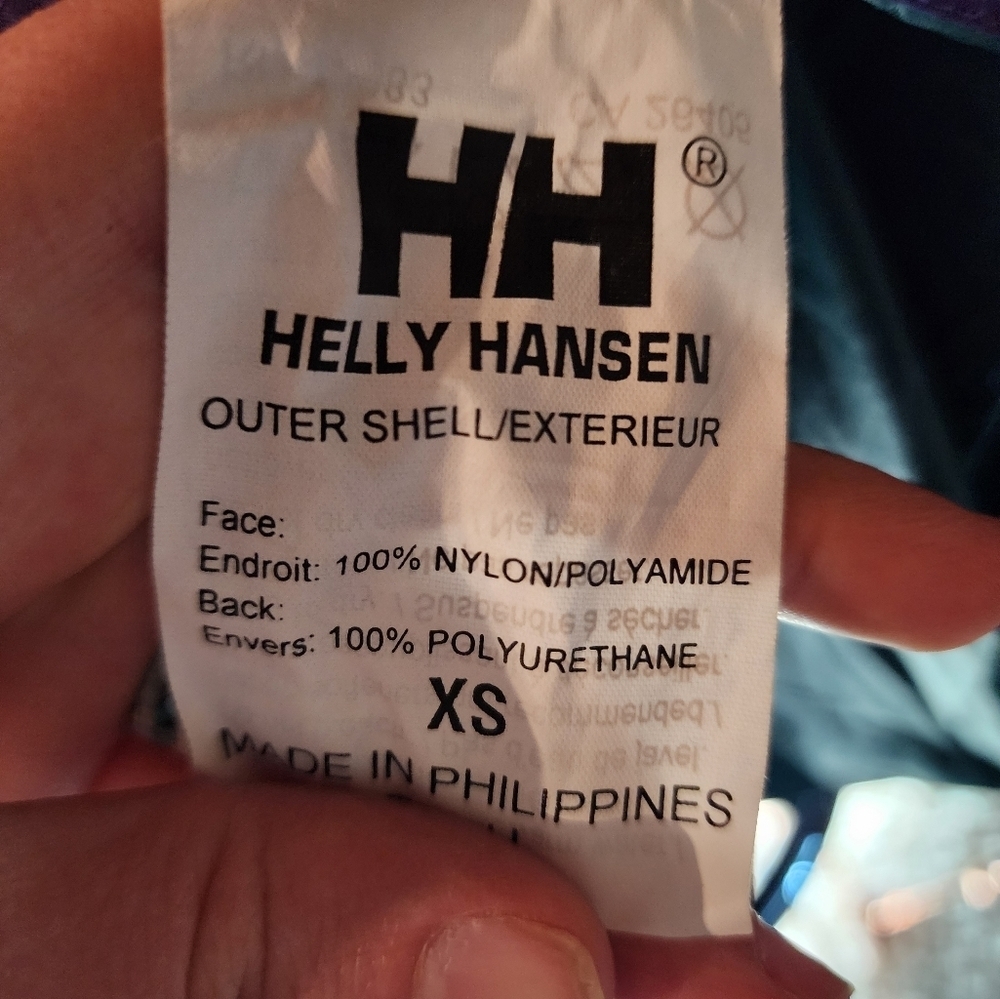 HH®
HELLY HANSEN
OUTER SHELL/EXTERIEUR
Face:
Endroit: 100% NYLON/POLYAMIDE
Back:
Envers: 100% POLYURETHANE
XS
MADE IN PHILIPPINES